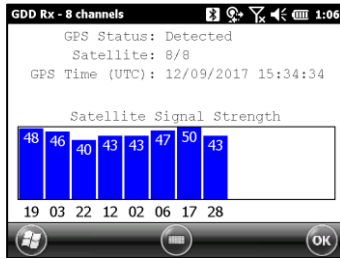 GDD Rx - 8 channels 1:06
GPS Status: Detected
Satellite: 8/8
GPS Time (UTC): 12/09/2017 15:34:34
Satellite Signal Strength
48 46 40 43 43 47 50 43
19 03 22 12 02 06 17 28
OK